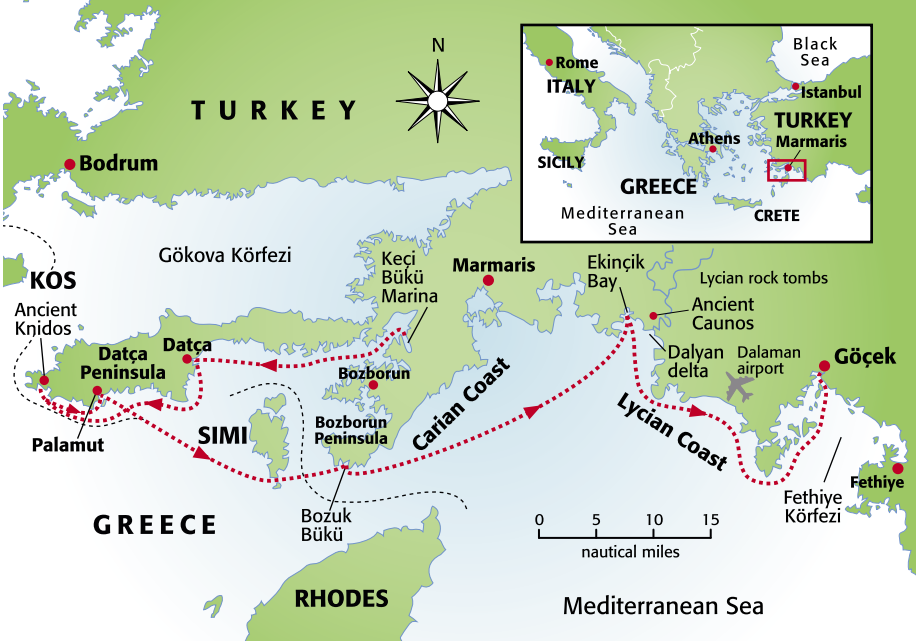 N
TURKEY
Bodrum
Gökova Körfezi
KOS
Ancient
Knidos
Datça
Peninsula
Datça
Palamut
SIMI
Keçi
Bükü
Marina
Marmaris
Bozborun
Bozborun
Peninsula
Carian Coast
Bozuk
Bükü
GREECE
RHODES
Ekinçik
Bay
Lycian rock tombs
Ancient
Caunos
Dalyan
delta
Dalaman
airport
Göçek
Lycian Coast
Fethiye
Fethiye
Körfezi
0 5 10 15
nautical miles
Mediterranean Sea
Black
Sea
Rome
ITALY
Istanbul
TURKEY
Marmaris
Athens
SICILY
GREECE
Mediterranean
Sea
CRETE